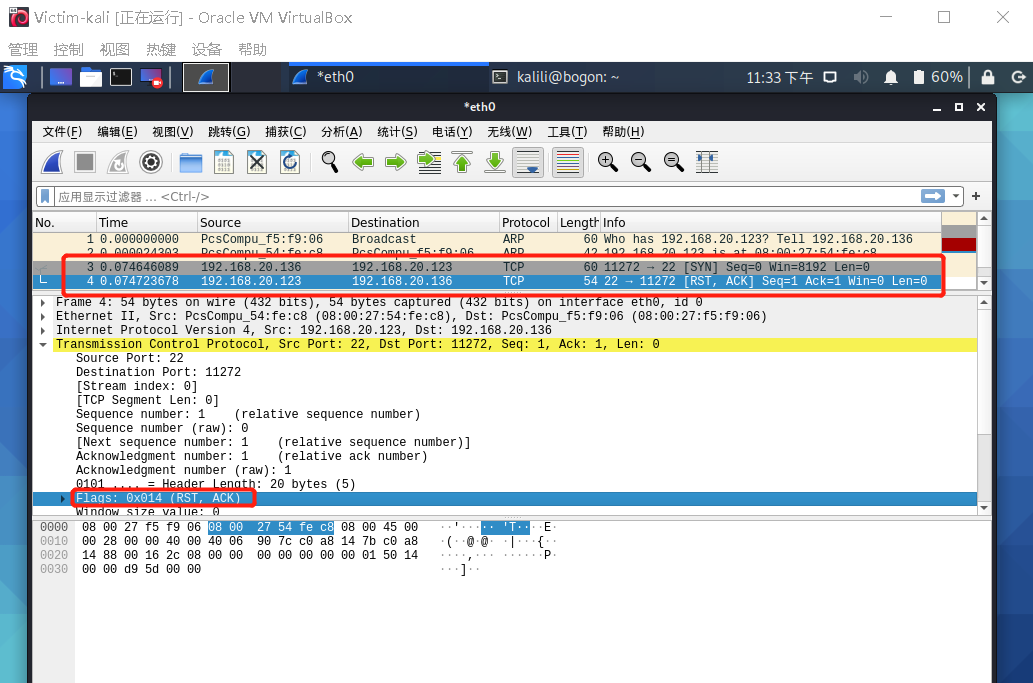 Victim-kali [正在运行] - Oracle VM VirtualBox
管理 控制 视图 热键 设备 帮助
*eth0 kalili@bogon: ~ 11:33 下午 60%
*eth0
文件(F) 编辑(E) 视图(V) 跳转(G) 捕获(C) 分析(A) 统计(S) 电话(Y) 无线(W) 工具(T) 帮助(H)
应用显示过滤器 … <Ctrl-/>
No. Time Source Destination Protocol Length Info
1 0.000000000 PcsCompu_f5:f9:06 Broadcast ARP 60 Who has 192.168.20.123? Tell 192.168.20.136
2 0.000024303 PcsCompu_54:fe:c8 PcsCompu_f5:f9:06 ARP 42 192.168.20.123 is at 08:00:27:54:fe:c8
3 0.074646089 192.168.20.136 192.168.20.123 TCP 60 11272 → 22 [SYN] Seq=0 Win=8192 Len=0
4 0.074723678 192.168.20.123 192.168.20.136 TCP 54 22 → 11272 [RST, ACK] Seq=1 Ack=1 Win=0 Len=0
Frame 4: 54 bytes on wire (432 bits), 54 bytes captured (432 bits) on interface eth0, id 0
Ethernet II, Src: PcsCompu_54:fe:c8 (08:00:27:54:fe:c8), Dst: PcsCompu_f5:f9:06 (08:00:27:f5:f9:06)
Internet Protocol Version 4, Src: 192.168.20.123, Dst: 192.168.20.136
Transmission Control Protocol, Src Port: 22, Dst Port: 11272, Seq: 1, Ack: 1, Len: 0
Source Port: 22
Destination Port: 11272
[Stream index: 0]
[TCP Segment Len: 0]
Sequence number: 1 (relative sequence number)
Sequence number (raw): 0
[Next sequence number: 1 (relative sequence number)]
Acknowledgment number: 1 (relative ack number)
Acknowledgment number (raw): 1
0101 .... = Header Length: 20 bytes (5)
Flags: 0x014 (RST, ACK)
Window size value: 0
0000 08 00 27 f5 f9 06 08 00 27 54 fe c8 08 00 45 00 ··'····· 'T····E·
0010 00 28 00 00 40 00 40 06 90 7c c0 a8 14 7b c0 a8 ·(··@·@· ·|···{··
0020 14 88 00 16 2c 08 00 00 00 00 00 00 00 01 50 14 ····,··· ······P·
0030 00 00 d9 5d 00 00 ···]··